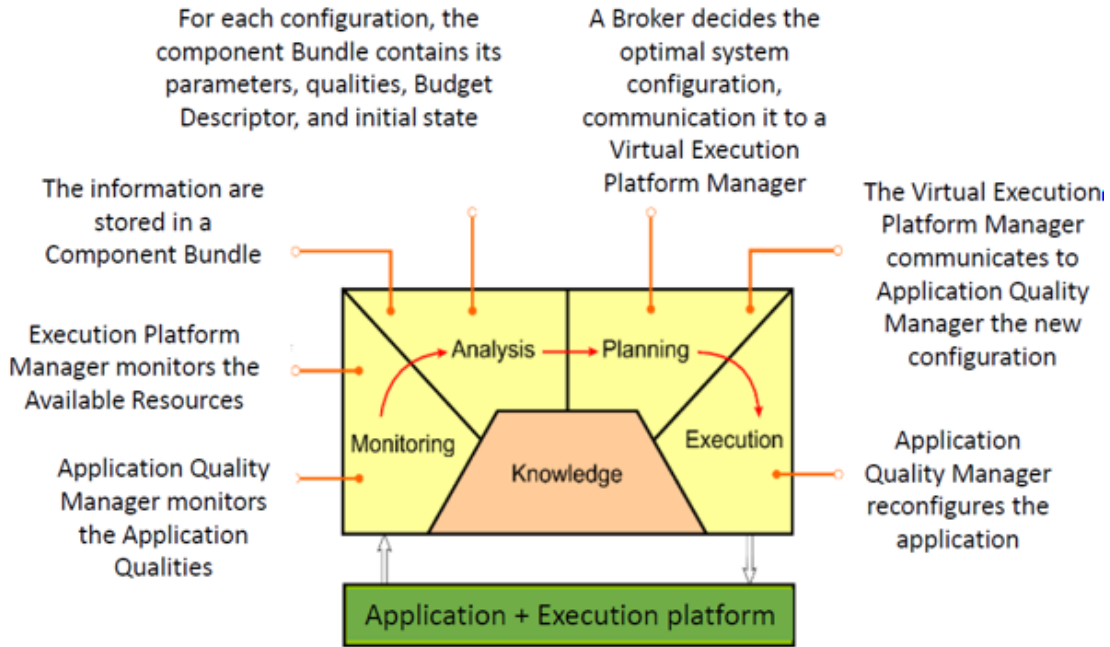 For each configuration, the
component Bundle contains its
parameters, qualities, Budget
Descriptor, and initial state
A Broker decides the
optimal system
configuration,
communication it to a
Virtual Execution
Platform Manager
The information are
stored in a
Component Bundle
The Virtual Execution
Platform Manager
communicates to
Application Quality
Manager the new
configuration
Execution Platform
Manager monitors the
Available Resources
Analysis
Planning
Monitoring
Execution
Knowledge
Application Quality
Manager monitors
the Application
Qualities
Application
Quality Manager
reconfigures the
application
Application + Execution platform